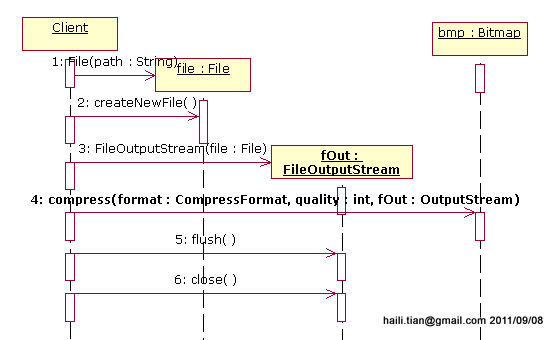 Client
bmp : Bitmap
1: File(path : String)
file : File
2: createNewFile( )
3: FileOutputStream(file : File)
fOut :
FileOutputStream
4: compress(format : CompressFormat, quality : int, fOut : OutputStream)
5: flush( )
6: close( )
haili.tian@gmail.com 2011/09/08